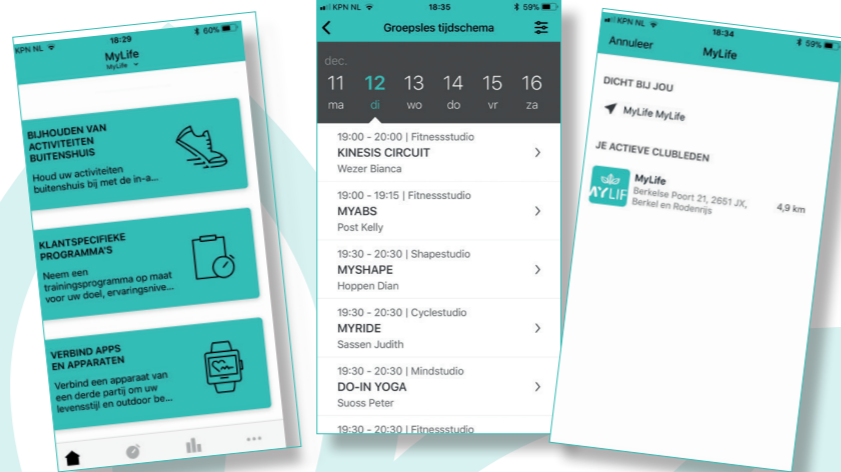 KPN NL
18:29
60%
MyLife
MyLife
BIJHOUDEN VAN
ACTIVITEITEN
BUITENSHUIS
Houd uw activiteiten
buitenshuis bij met de in-a...
KLANTSPECIFIEKE
PROGRAMMA'S
Neem een
trainingsprogramma op maat
voor uw doel, ervaringsnive...
VERBIND APPS
EN APPARATEN
Verbind een apparaat van
een derde partij om uw
levensstijl en outdoor be...
KPN NL
18:35
59%
Groepsles tijdschema
dec.
11 12 13 14 15 16
ma di wo do vr za
19:00 - 20:00 | Fitnessstudio
KINESIS CIRCUIT
Wezer Bianca
19:00 - 19:15 | Fitnessstudio
MYABS
Post Kelly
19:30 - 20:30 | Shapestudio
MYSHAPE
Hoppen Dian
19:30 - 20:30 | Cyclestudio
MYRIDE
Sassen Judith
19:30 - 20:30 | Mindstudio
DO-IN YOGA
Suoss Peter
19:30 - 20:30 | Fitnessstudio
KPN NL
18:34
59%
Annuleer
MyLife
DICHT BIJ JOU
MyLife MyLife
JE ACTIEVE CLUBLEDEN
MYLIF
MyLife
Berkelse Poort 21, 2651 JX,
Berkel en Rodenrijs
4,9 km